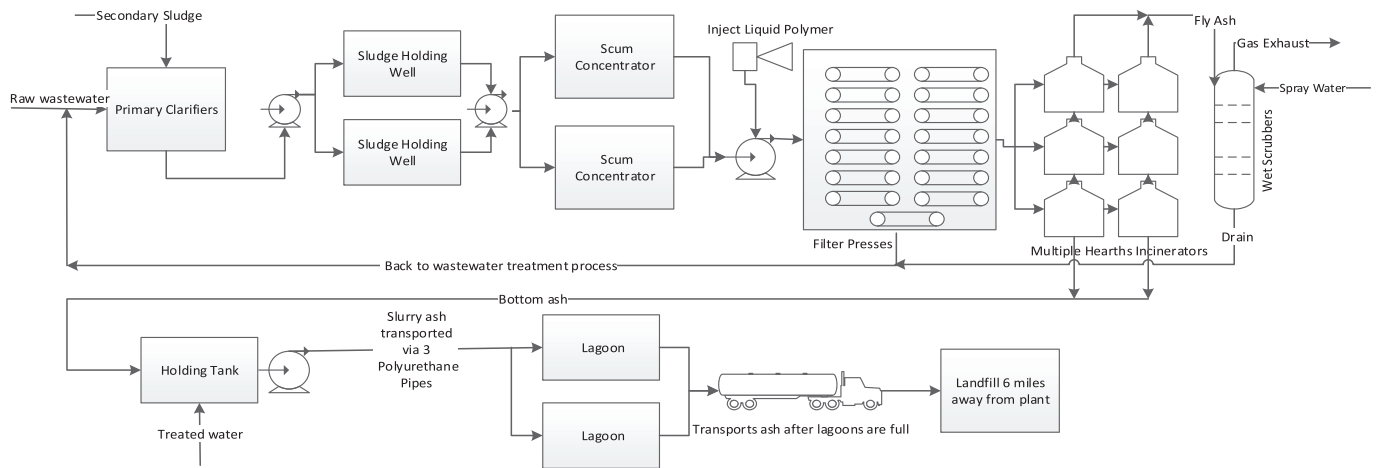 Secondary Sludge
Raw wastewater
Primary Clarifiers
Sludge Holding
Well
Sludge Holding
Well
Scum
Concentrator
Scum
Concentrator
Inject Liquid Polymer
Filter Presses
Multiple Hearths Incinerators
Fly Ash
Gas Exhaust
Spray Water
Wet Scrubbers
Drain
Back to wastewater treatment process
Bottom ash
Holding Tank
Treated water
Slurry ash
transported
via 3
Polyurethane
Pipes
Lagoon
Lagoon
Transports ash after lagoons are full
Landfill 6 miles
away from plant